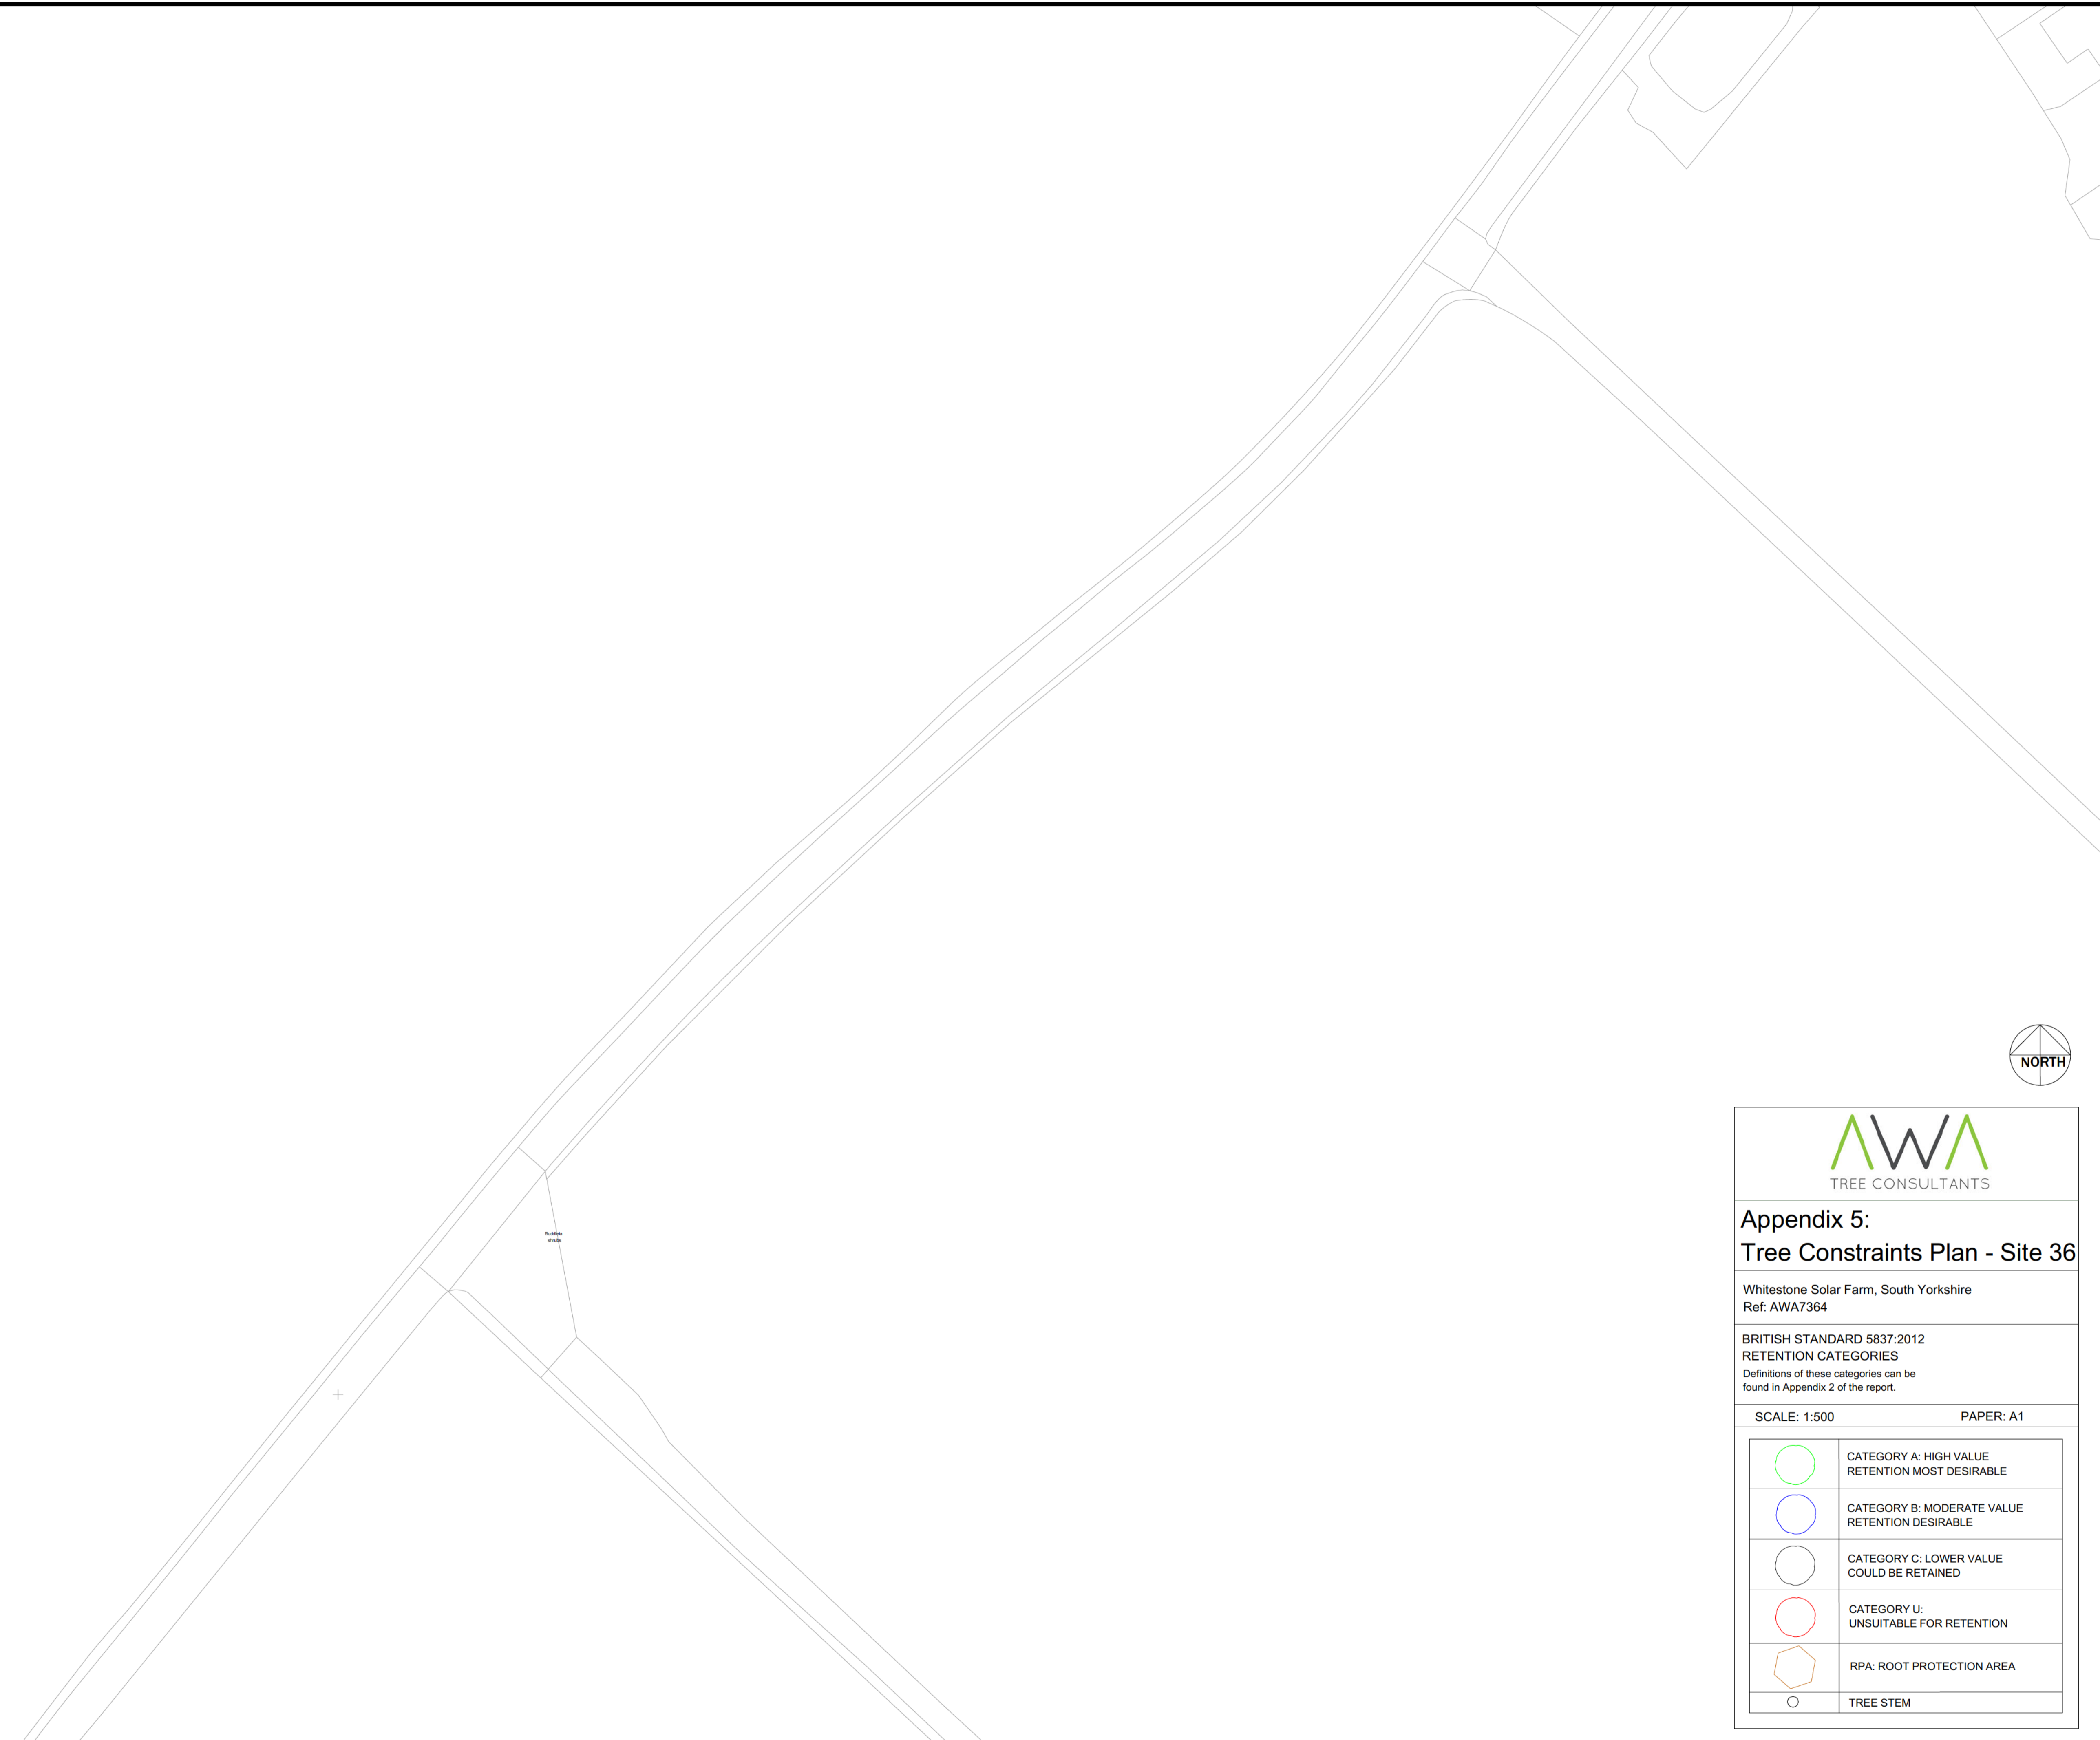 Buddleia
shrubs
NORTH
AWA
TREE CONSULTANTS
Appendix 5:
Tree Constraints Plan - Site 36
Whitestone Solar Farm, South Yorkshire
Ref: AWA7364
BRITISH STANDARD 5837:2012
RETENTION CATEGORIES
Definitions of these categories can be
found in Appendix 2 of the report.
SCALE: 1:500 PAPER: A1
CATEGORY A: HIGH VALUE
RETENTION MOST DESIRABLE
CATEGORY B: MODERATE VALUE
RETENTION DESIRABLE
CATEGORY C: LOWER VALUE
COULD BE RETAINED
CATEGORY U:
UNSUITABLE FOR RETENTION
RPA: ROOT PROTECTION AREA
TREE STEM